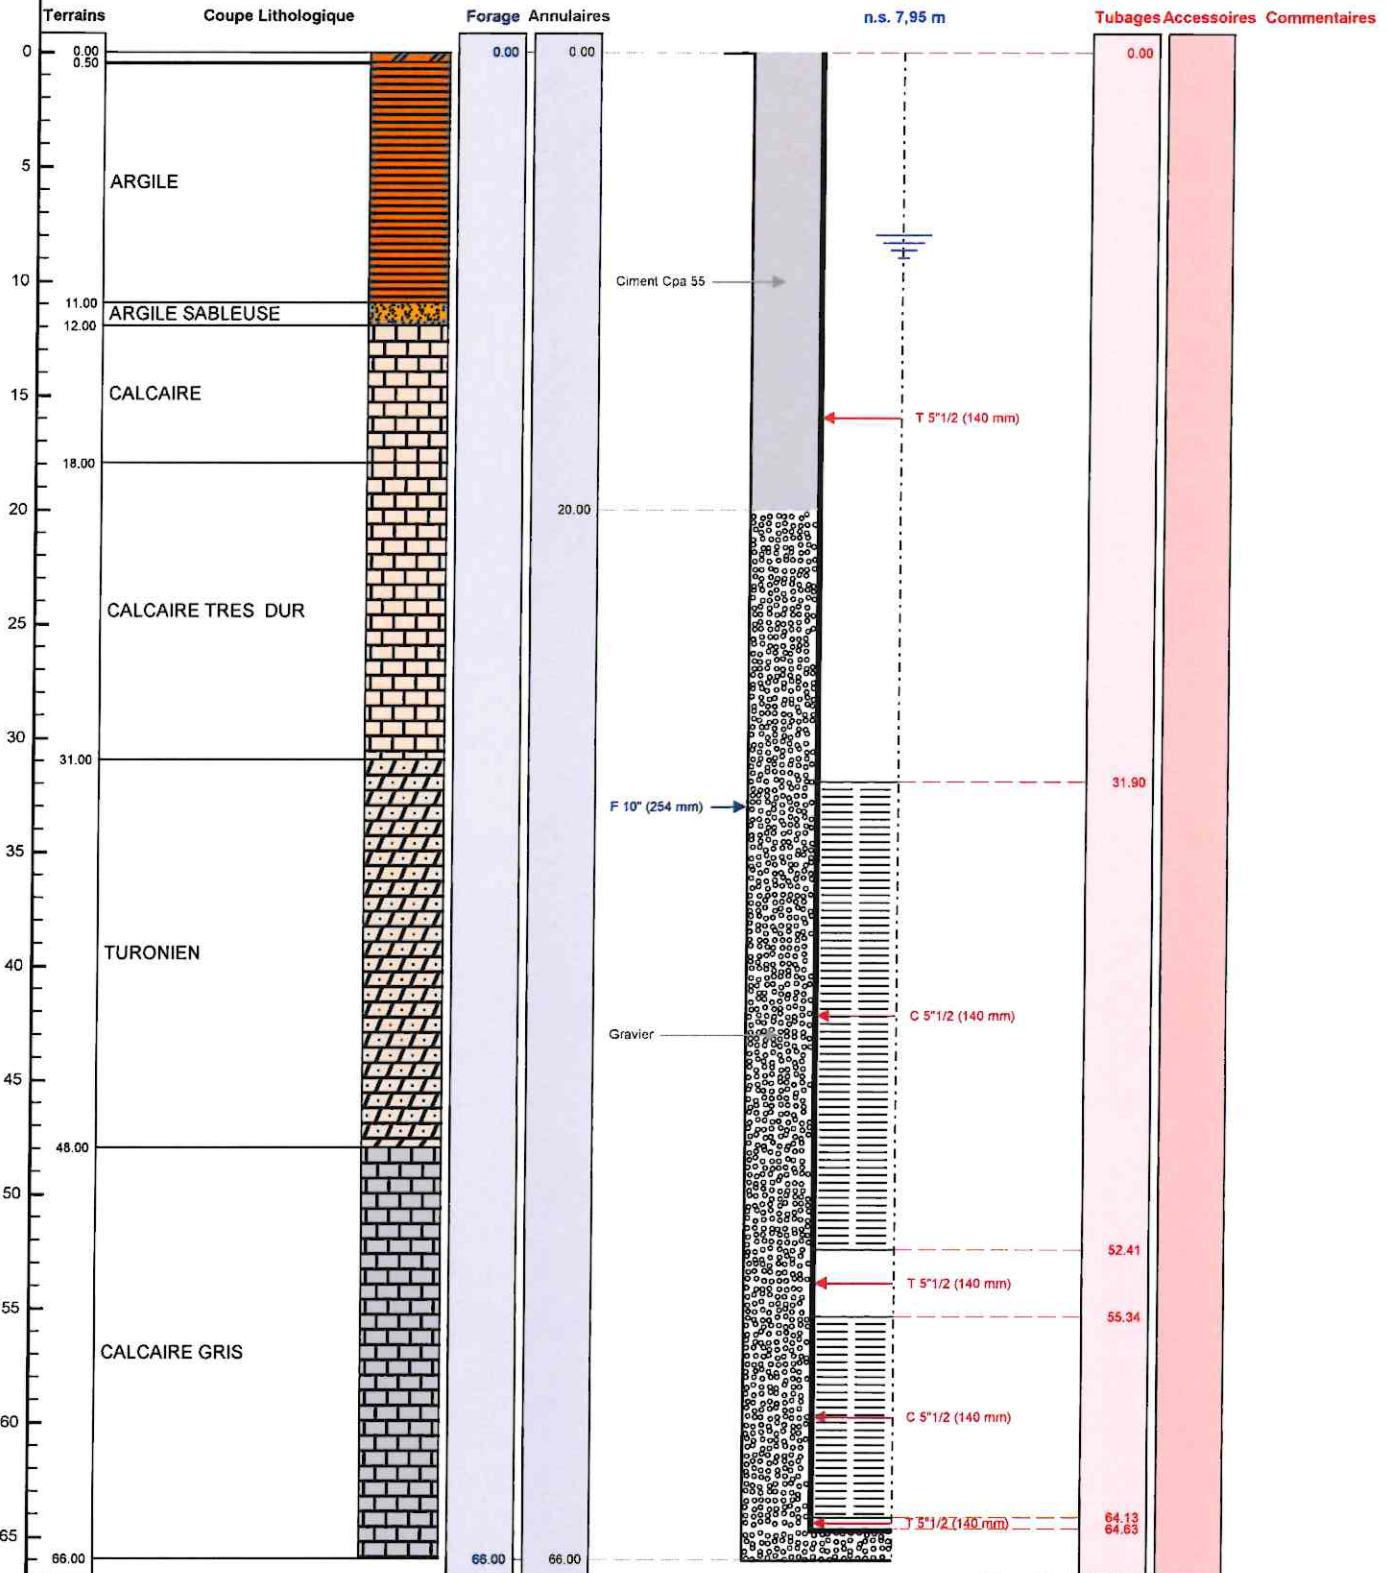 Terrains Coupe Lithologique Forage Annulaires n.s. 7,95 m Tubages Accessoires Commentaires
0 0.00 0.00 0.00 0.00
0.50
5
ARGILE
10
Ciment Cpa 55
11.00
ARGILE SABLEUSE
12.00
15
CALCAIRE
T 5"1/2 (140 mm)
18.00
20 20.00
CALCAIRE TRES DUR
25
30
31.00
31.90
F 10" (254 mm)
35
TURONIEN
40
C 5"1/2 (140 mm)
Gravier
45
48.00
50
52.41
T 5"1/2 (140 mm)
55
55.34
CALCAIRE GRIS
60
C 5"1/2 (140 mm)
64.13
T 5"1/2 (140 mm)
64.63
65
66.00 66.00 66.00